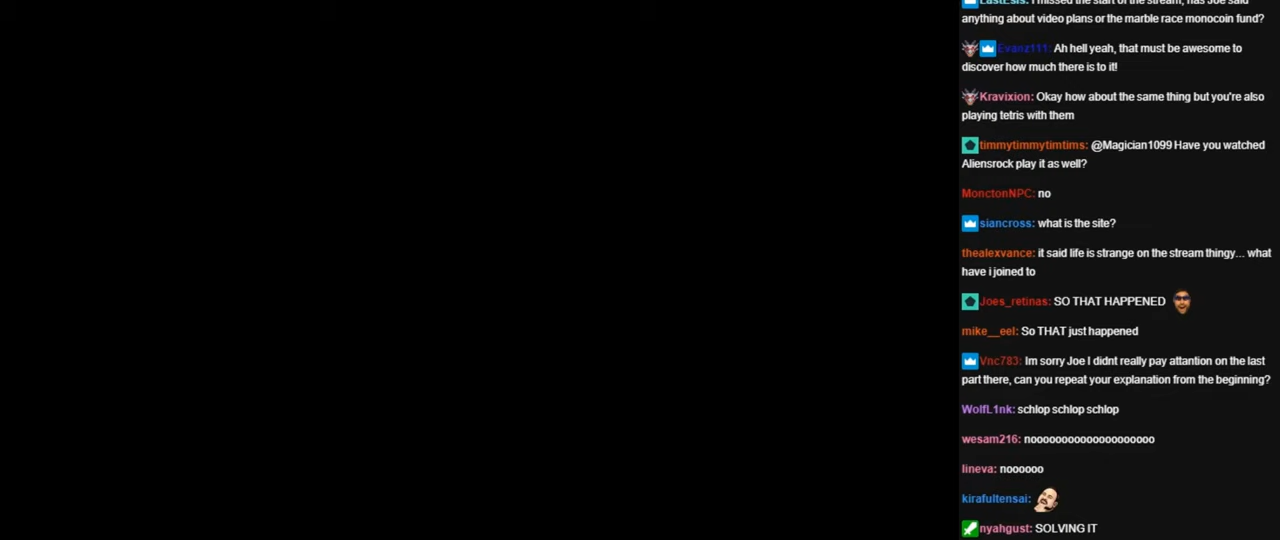 LastEsis: I missed the start of the stream, has Joe said
anything about video plans or the marble race monocoin fund?
Evanz111: Ah hell yeah, that must be awesome to
discover how much there is to it!
Kravixion: Okay how about the same thing but you're also
playing tetris with them
timmytimmytimtims: @Magician1099 Have you watched
Aliensrock play it as well?
MonctonNPC: no
siancross: what is the site?
thealexvance: it said life is strange on the stream thingy... what
have i joined to
Joes_retinas: SO THAT HAPPENED
mike__eel: So THAT just happened
Vnc783: Im sorry Joe I didnt really pay attantion on the last
part there, can you repeat your explanation from the beginning?
WolfL1nk: schlop schlop schlop
wesam216: noooooooooooooooooooo
lineva: noooooo
kirafultensai:
nyahgust: SOLVING IT